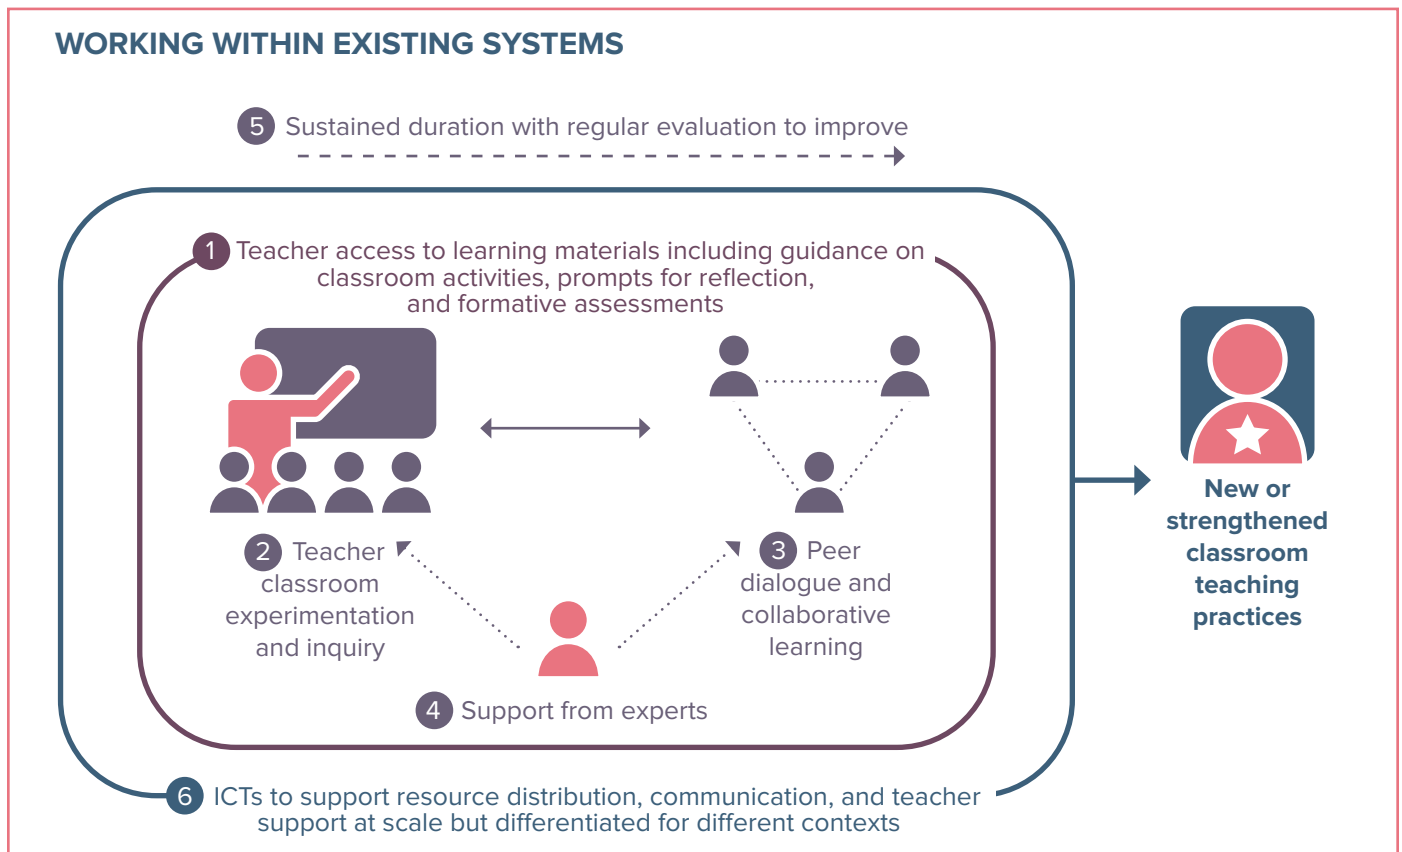 WORKING WITHIN EXISTING SYSTEMS
5 Sustained duration with regular evaluation to improve
1 Teacher access to learning materials including guidance on
classroom activities, prompts for reflection,
and formative assessments
2 Teacher
classroom
experimentation
and inquiry
3 Peer
dialogue and
collaborative
learning
4 Support from experts
6 ICTs to support resource distribution, communication, and teacher
support at scale but differentiated for different contexts
New or
strengthened
classroom
teaching
practices